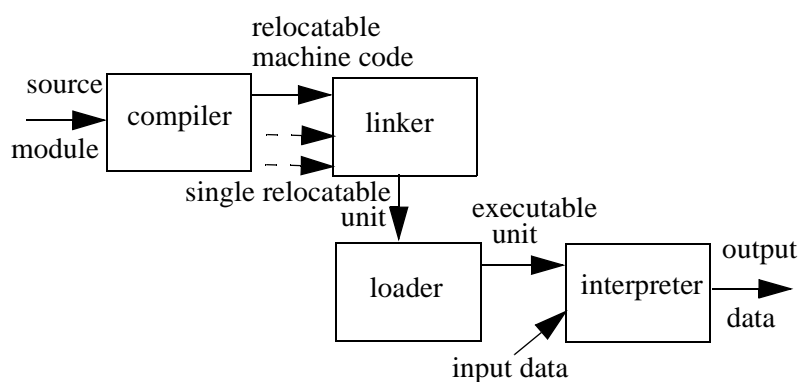 relocatable
machine code
source
compiler
linker
module
single relocatable
unit
executable
unit
output
loader
interpreter
data
input data